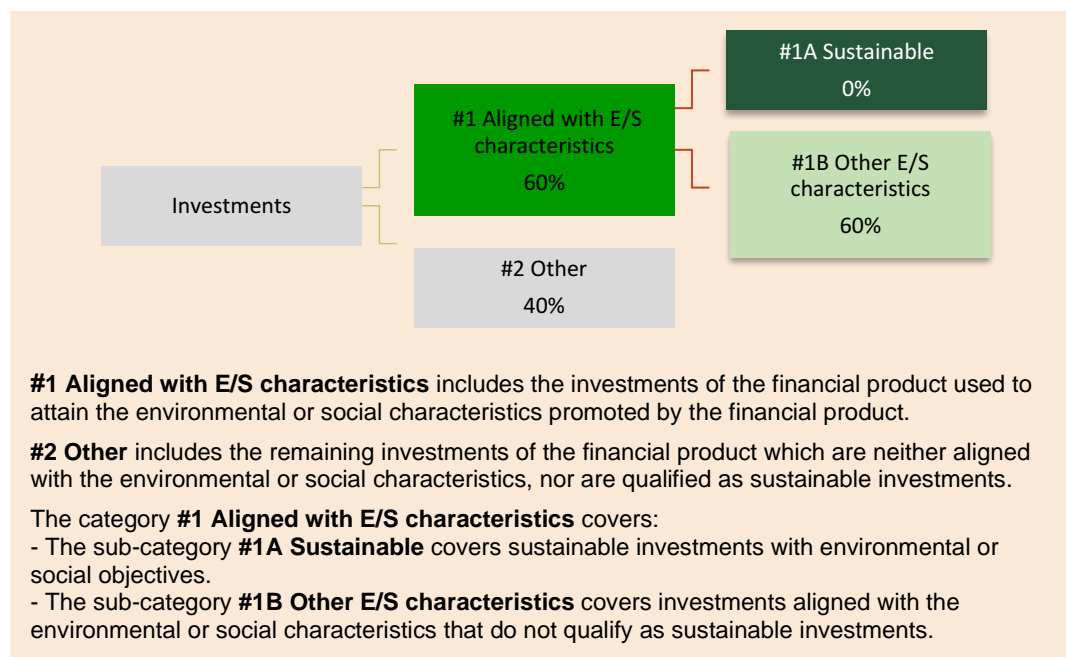 #1A Sustainable
0%
#1 Aligned with E/S
characteristics
60%
#1B Other E/S
characteristics
60%
Investments
#2 Other
40%
#1 Aligned with E/S characteristics includes the investments of the financial product used to
attain the environmental or social characteristics promoted by the financial product.
#2 Other includes the remaining investments of the financial product which are neither aligned
with the environmental or social characteristics, nor are qualified as sustainable investments.
The category #1 Aligned with E/S characteristics covers:
- The sub-category #1A Sustainable covers sustainable investments with environmental or
social objectives.
- The sub-category #1B Other E/S characteristics covers investments aligned with the
environmental or social characteristics that do not qualify as sustainable investments.